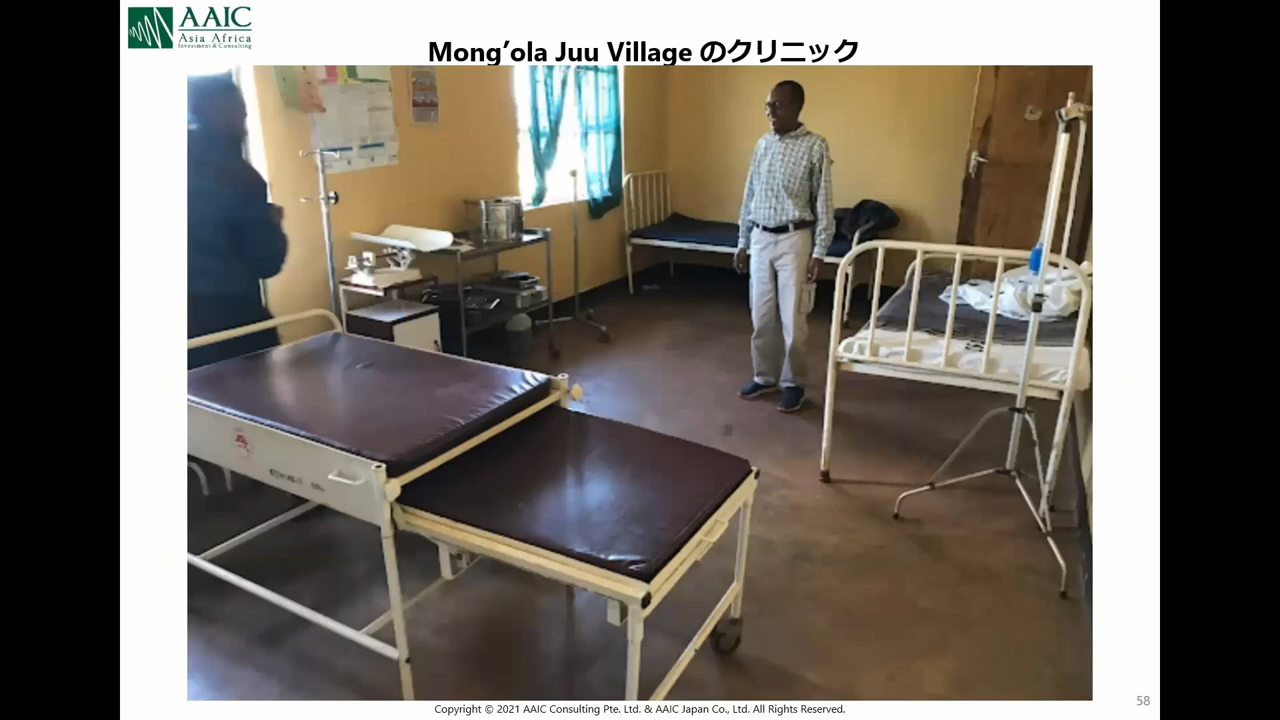 AAIC
Asia Africa
Investment & Consulting
Mong’ola Juu Village のクリニック
Copyright © 2021 AAIC Consulting Pte. Ltd. & AAIC Japan Co., Ltd. All Rights Reserved.
58